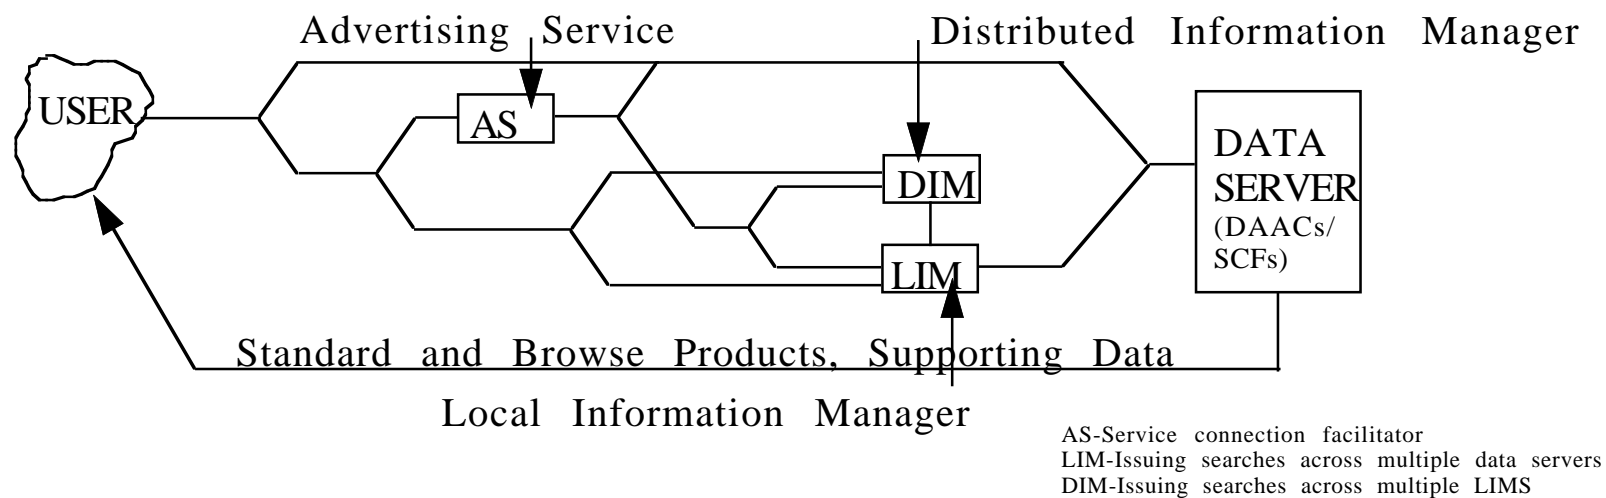 Advertising Service
Distributed Information Manager
USER
AS
DIM
LIM
DATA
SERVER
(DAACs/
SCFs)
Standard and Browse Products, Supporting Data
Local Information Manager
AS-Service connection facilitator
LIM-Issuing searches across multiple data servers
DIM-Issuing searches across multiple LIMS